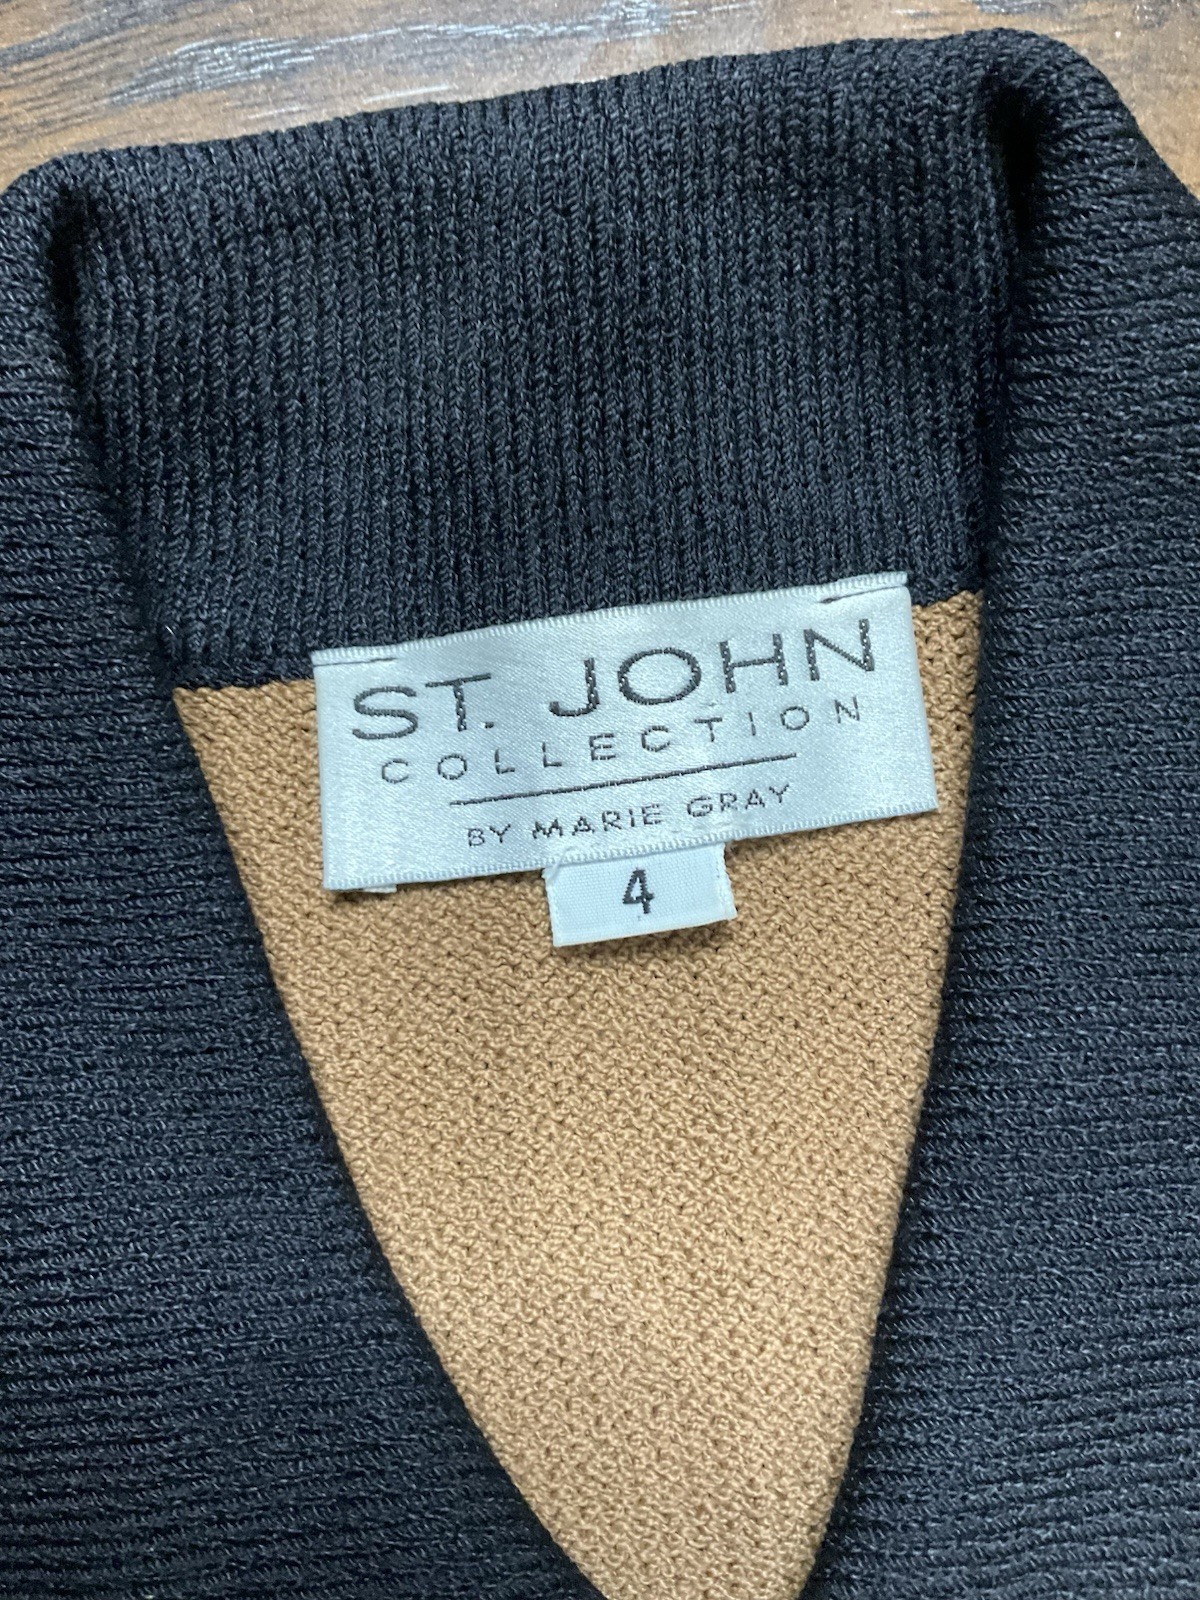 ST. JOHN
COLLECTION
BY MARIE GRAY
4